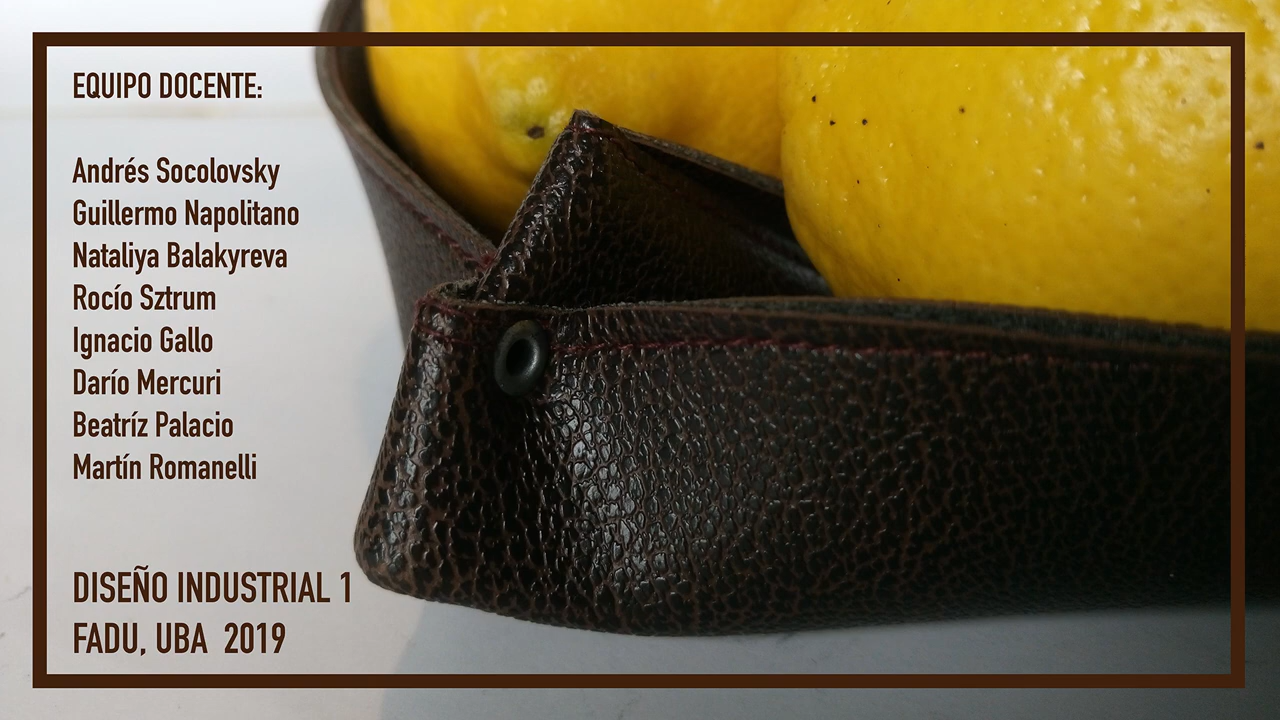 EQUIPO DOCENTE:
Andrés Socolovsky
Guillermo Napolitano
Nataliya Balakyreva
Rocío Sztrum
Ignacio Gallo
Darío Mercuri
Beatríz Palacio
Martín Romanelli
DISEÑO INDUSTRIAL 1
FADU, UBA 2019